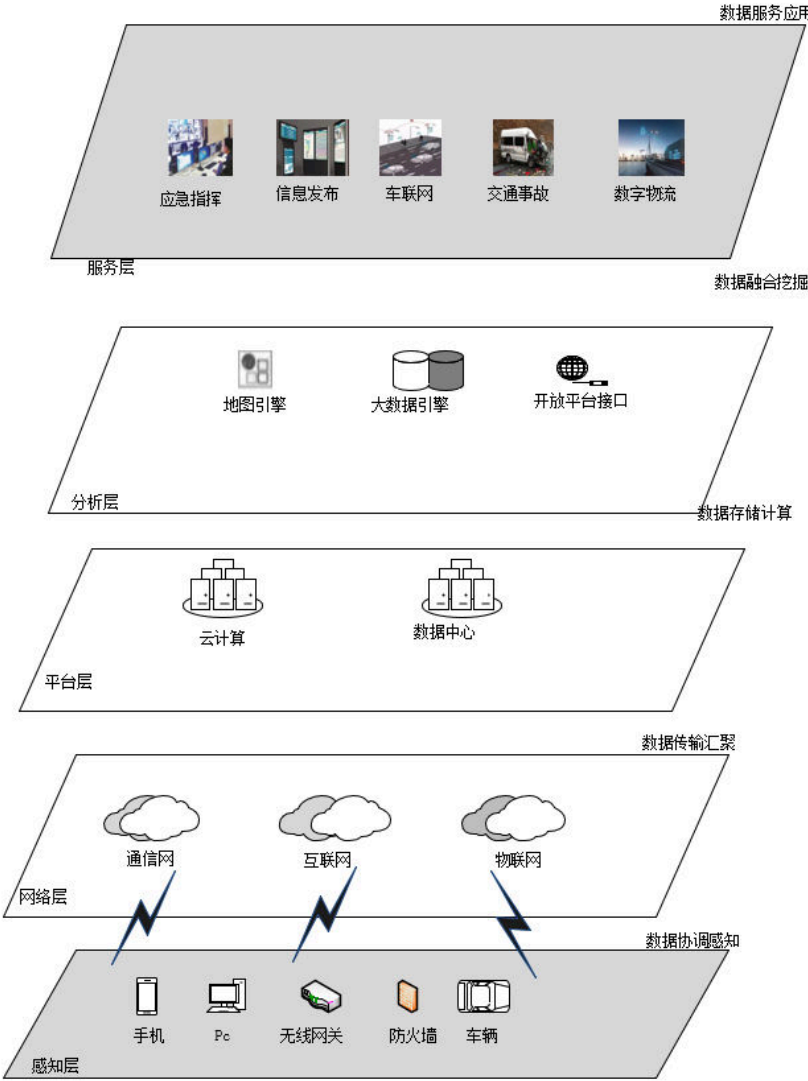 数据服务应用
应急指挥
信息发布
车联网
交通事故
数字物流
服务层
数据融合挖掘
地图引擎
大数据引擎
开放平台接口
分析层
数据存储计算
云计算
数据中心
平台层
数据传输汇聚
通信网
互联网
物联网
网络层
数据协调感知
手机
Pc
无线网关
防火墙
车辆
感知层